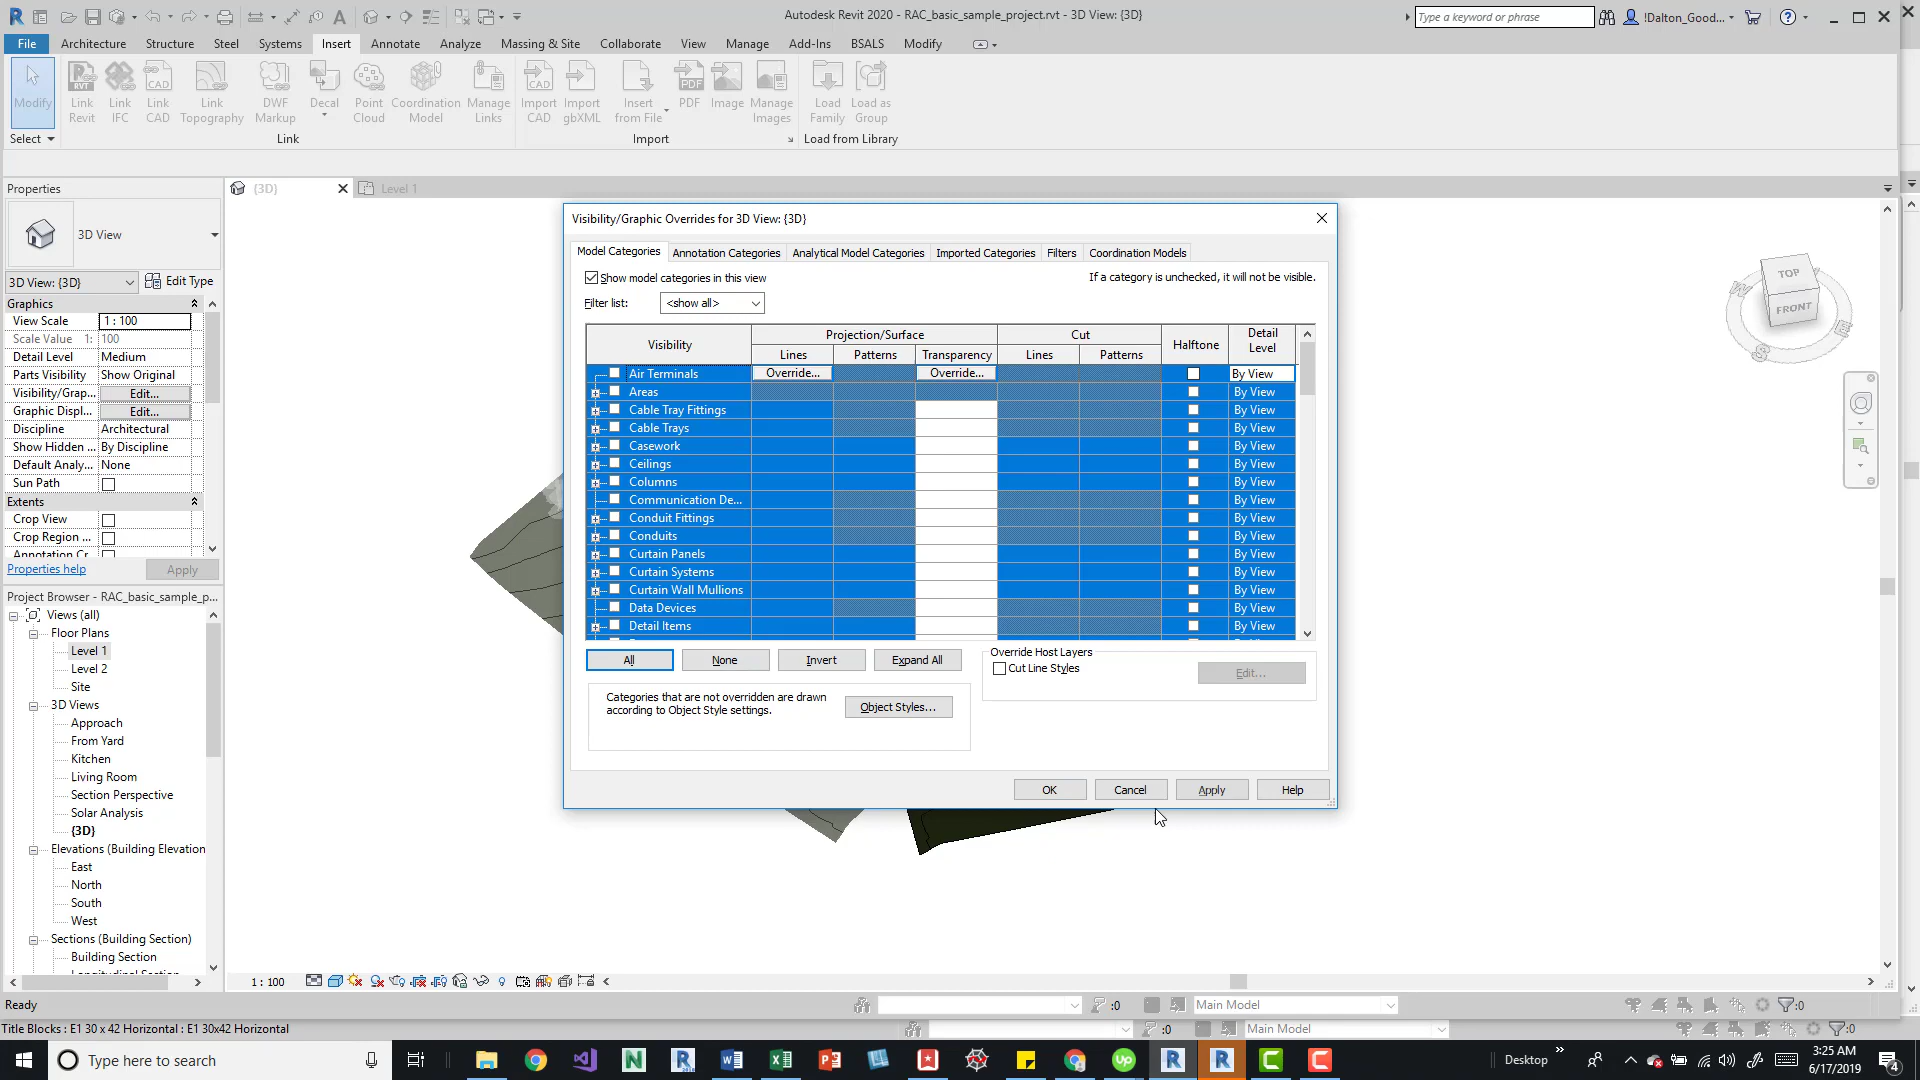 Autodesk Revit 2020 - RAC_basic_sample_project.rvt - 3D View: {3D}
Type a keyword or phrase
!Dalton_Good...
File Architecture Structure Steel Systems Insert Annotate Analyze Massing & Site Collaborate View Manage Add-Ins BSALS Modify
Modify
Link Revit
Link IFC
Link CAD
Link Topography
DWF Markup
Decal
Point Cloud
Coordination Model
Manage Links
Import CAD
Import gbXML
Insert from File
PDF
Image
Manage Images
Load Family
Load as Group
Select
Link
Import
Load from Library
Properties
{3D}
Level 1
3D View
3D View: {3D}
Edit Type
Graphics
View Scale 1 : 100
Scale Value 1: 100
Detail Level Medium
Parts Visibility Show Original
Visibility/Grap... Edit...
Graphic Displ... Edit...
Discipline Architectural
Show Hidden ... By Discipline
Default Analy... None
Sun Path
Extents
Crop View
Crop Region ...
Annotation Cr
Properties help
Apply
Project Browser - RAC_basic_sample_p...
Views (all)
Floor Plans
Level 1
Level 2
Site
3D Views
Approach
From Yard
Kitchen
Living Room
Section Perspective
Solar Analysis
{3D}
Elevations (Building Elevation
East
North
South
West
Sections (Building Section)
Building Section
Longitudinal Section
Visibility/Graphic Overrides for 3D View: {3D}
Model Categories Annotation Categories Analytical Model Categories Imported Categories Filters Coordination Models
Show model categories in this view
If a category is unchecked, it will not be visible.
Filter list: <show all>
Visibility
Projection/Surface
Cut
Halftone
Detail Level
Lines Patterns Transparency Lines Patterns
Air Terminals Override... Override... By View
Areas By View
Cable Tray Fittings By View
Cable Trays By View
Casework By View
Ceilings By View
Columns By View
Communication De... By View
Conduit Fittings By View
Conduits By View
Curtain Panels By View
Curtain Systems By View
Curtain Wall Mullions By View
Data Devices By View
Detail Items By View
All None Invert Expand All
Override Host Layers
Cut Line Styles
Edit...
Categories that are not overridden are drawn
according to Object Style settings.
Object Styles...
OK Cancel Apply Help
TOP
FRONT
W
S
E
1 : 100
Ready
:0
Main Model
:0
Title Blocks : E1 30 x 42 Horizontal : E1 30x42 Horizontal
:0
Main Model
:0
Type here to search
Desktop
3:25 AM
6/17/2019
4